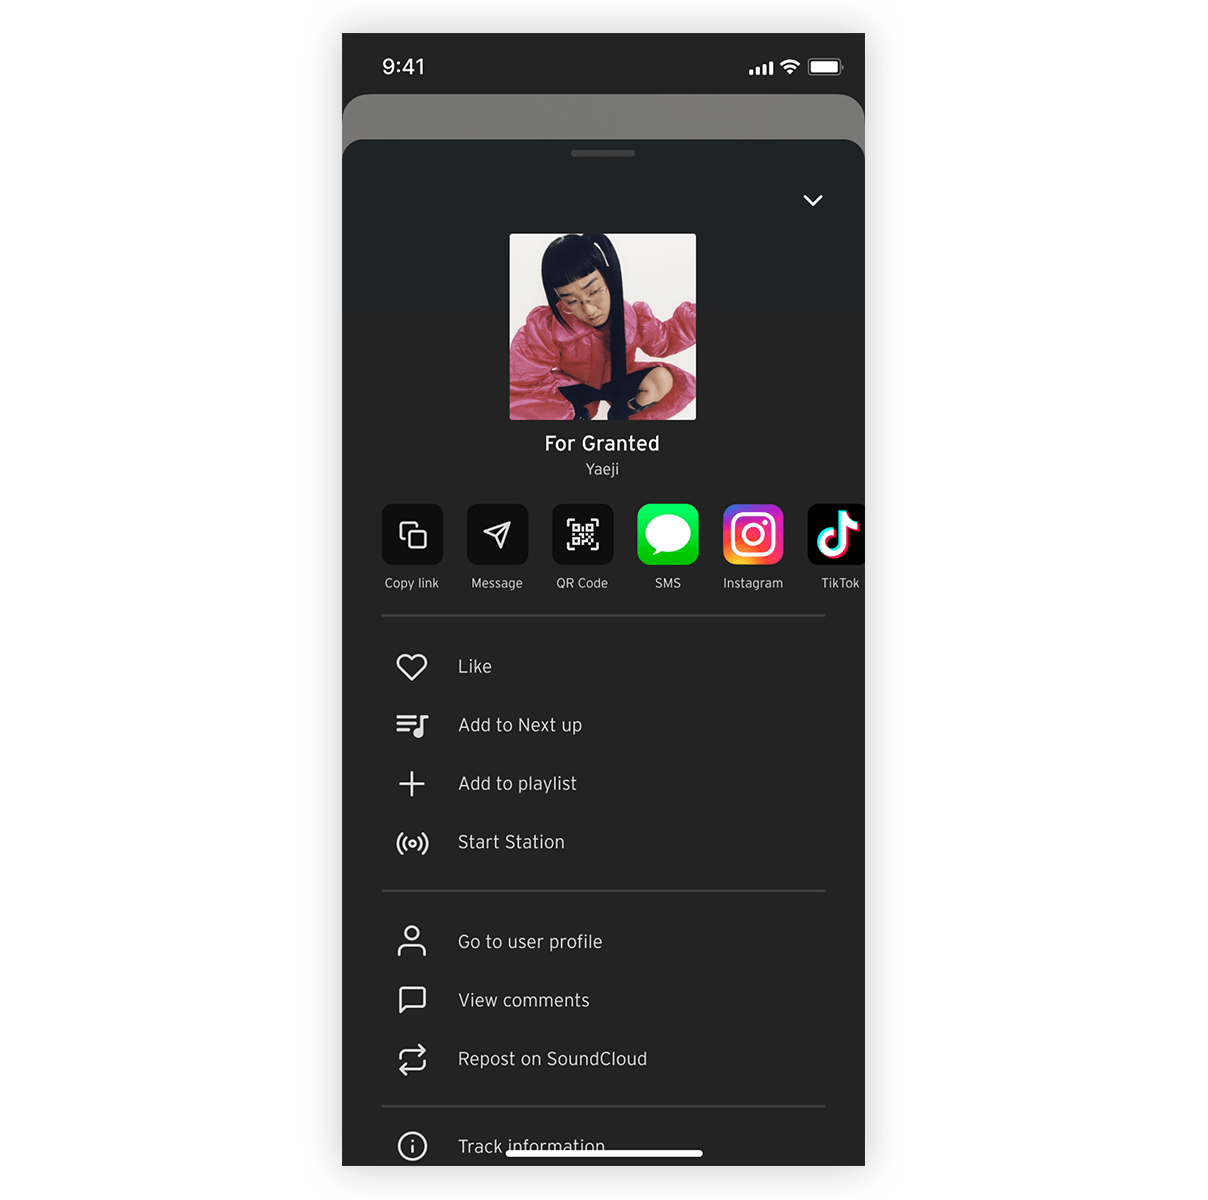 9:41
For Granted
Yaeji
Copy link Message QR Code SMS Instagram TikTok
Like
Add to Next up
Add to playlist
Start Station
Go to user profile
View comments
Repost on SoundCloud
Track information